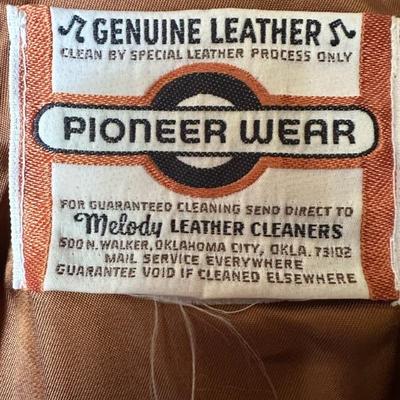 GENUINE LEATHER
CLEAN BY SPECIAL LEATHER PROCESS ONLY
PIONEER WEAR
FOR GUARANTEED CLEANING SEND DIRECT TO
Melody LEATHER CLEANERS
500 N. WALKER, OKLAHOMA CITY, OKLA. 73102
MAIL SERVICE EVERYWHERE
GUARANTEE VOID IF CLEANED ELSEWHERE